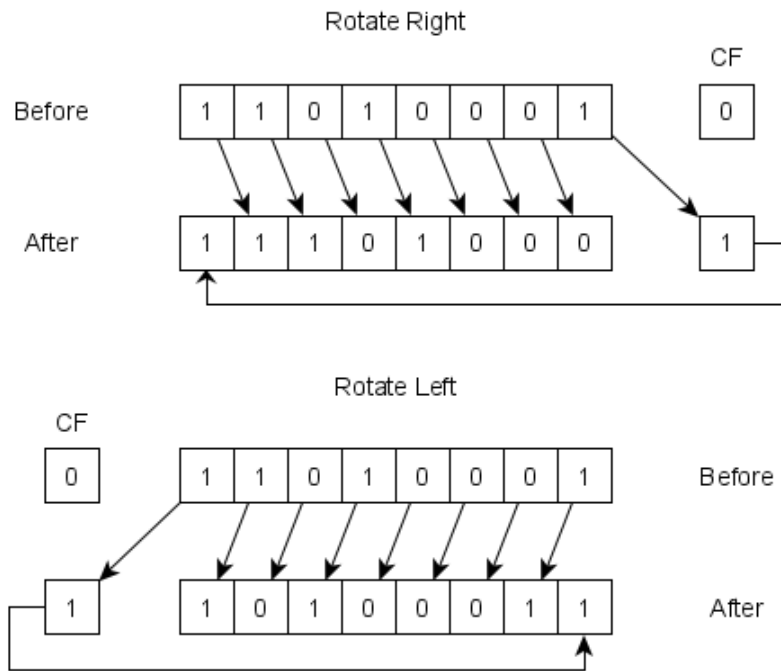 Rotate Right
CF
Before 1 1 0 1 0 0 0 1 0
After 1 1 1 0 1 0 0 0 1
Rotate Left
CF
0 1 1 0 1 0 0 0 1 Before
1 1 0 1 0 0 0 1 1 After